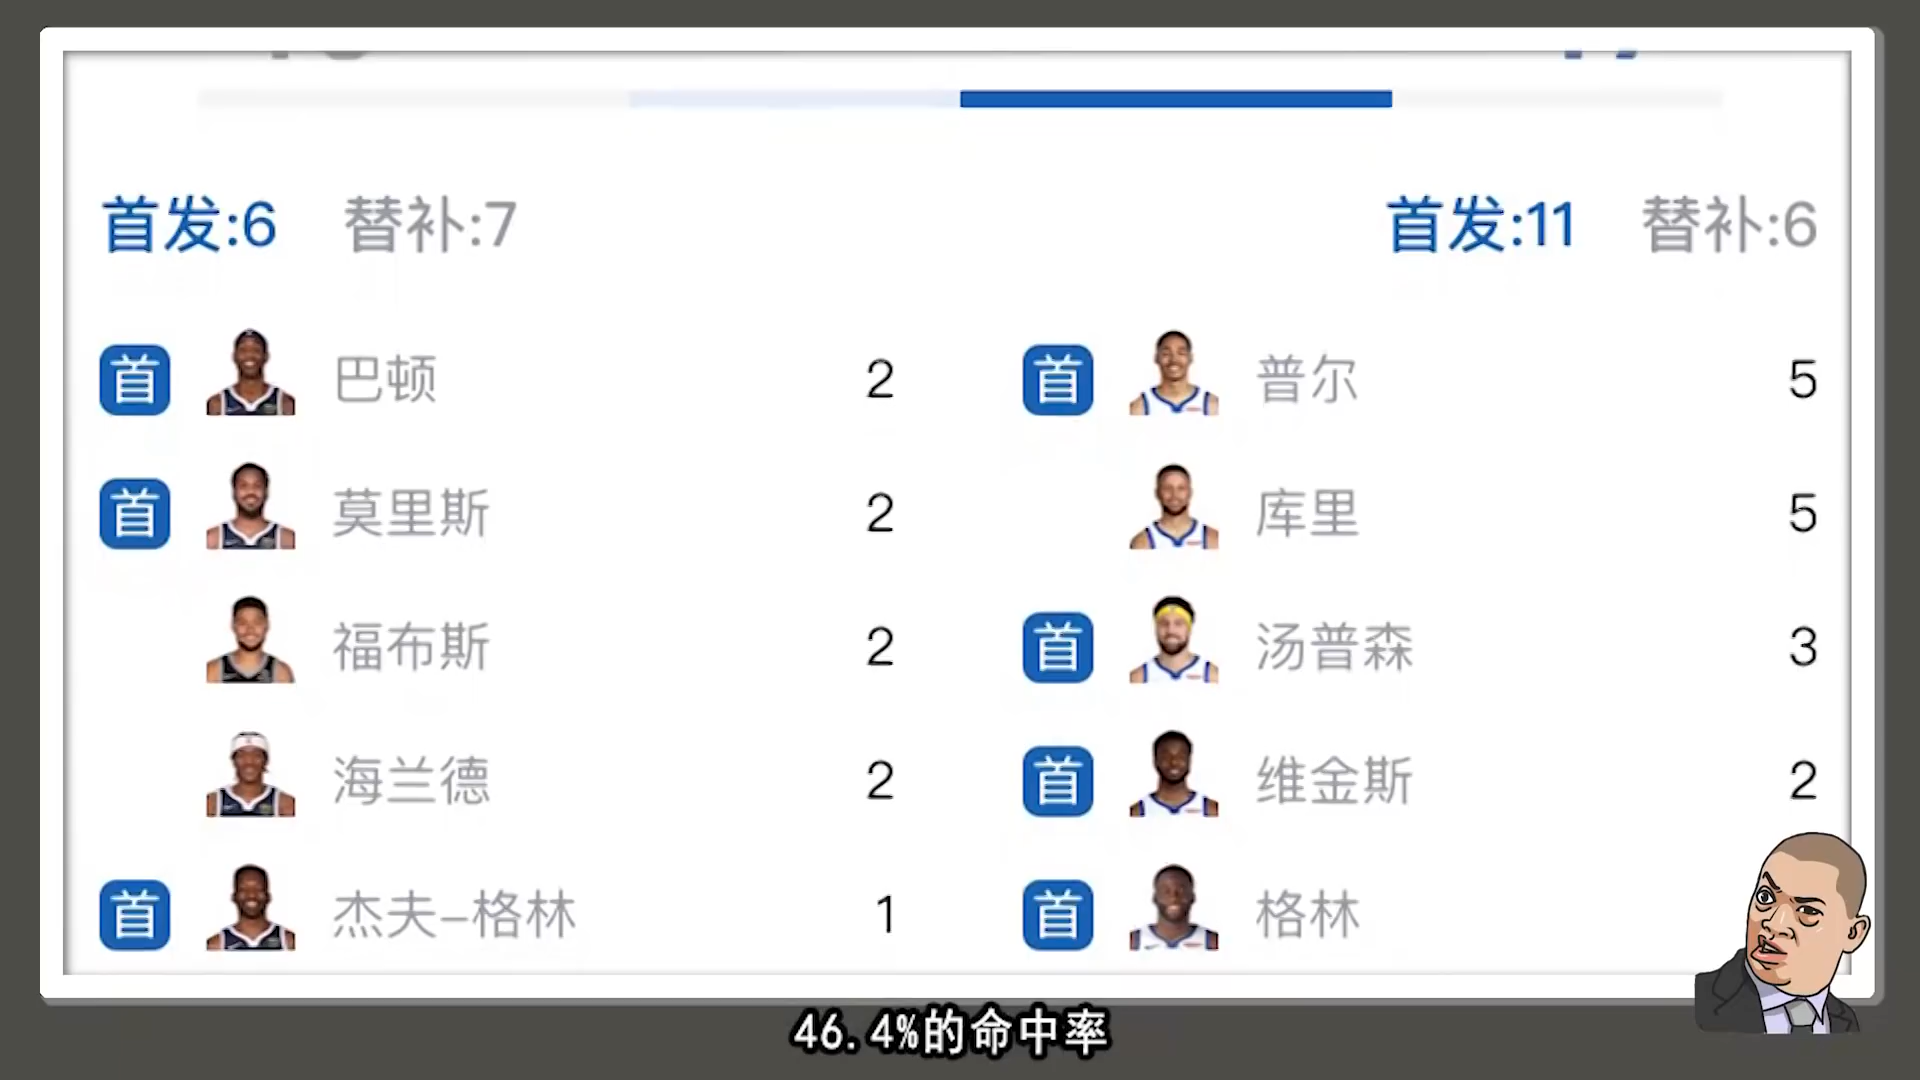 首发:6 替补:7 首发:11 替补:6
首 巴顿 2 首 普尔 5
首 莫里斯 2 库里 5
福布斯 2 首 汤普森 3
海兰德 2 首 维金斯 2
首 杰夫-格林 1 首 格林
46.4%的命中率